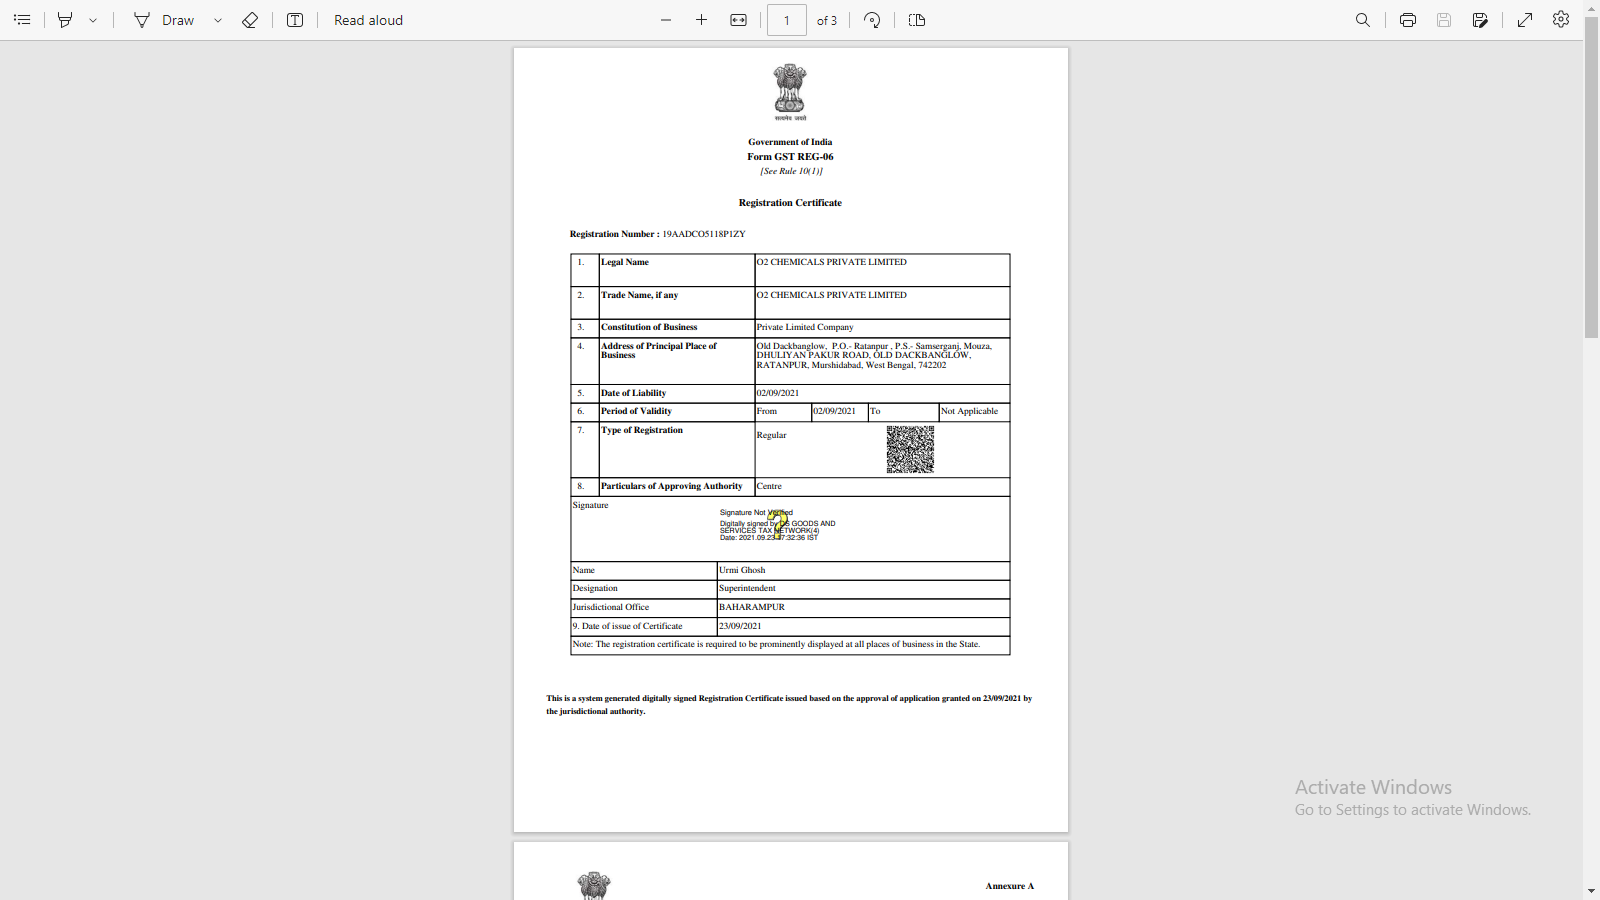 Draw
Read aloud
1 of 3
सत्यमेव जयते
Government of India
Form GST REG-06
[See Rule 10(1)]
Registration Certificate
Registration Number : 19AADCO5118P1ZY
1. Legal Name O2 CHEMICALS PRIVATE LIMITED
2. Trade Name, if any O2 CHEMICALS PRIVATE LIMITED
3. Constitution of Business Private Limited Company
4. Address of Principal Place of Business Old Dackbanglow, P.O.- Ratanpur , P.S.- Samserganj, Mouza,
DHULIYAN PAKUR ROAD, OLD DACKBANGLOW,
RATANPUR, Murshidabad, West Bengal, 742202
5. Date of Liability 02/09/2021
6. Period of Validity From 02/09/2021 To Not Applicable
7. Type of Registration Regular
8. Particulars of Approving Authority Centre
Signature
Signature Not Verified
Digitally signed by DS GOODS AND
SERVICES TAX NETWORK(4)
Date: 2021.09.23 17:32:36 IST
Name Urmi Ghosh
Designation Superintendent
Jurisdictional Office BAHARAMPUR
9. Date of issue of Certificate 23/09/2021
Note: The registration certificate is required to be prominently displayed at all places of business in the State.
This is a system generated digitally signed Registration Certificate issued based on the approval of application granted on 23/09/2021 by
the jurisdictional authority.
Activate Windows
Go to Settings to activate Windows.
Annexure A